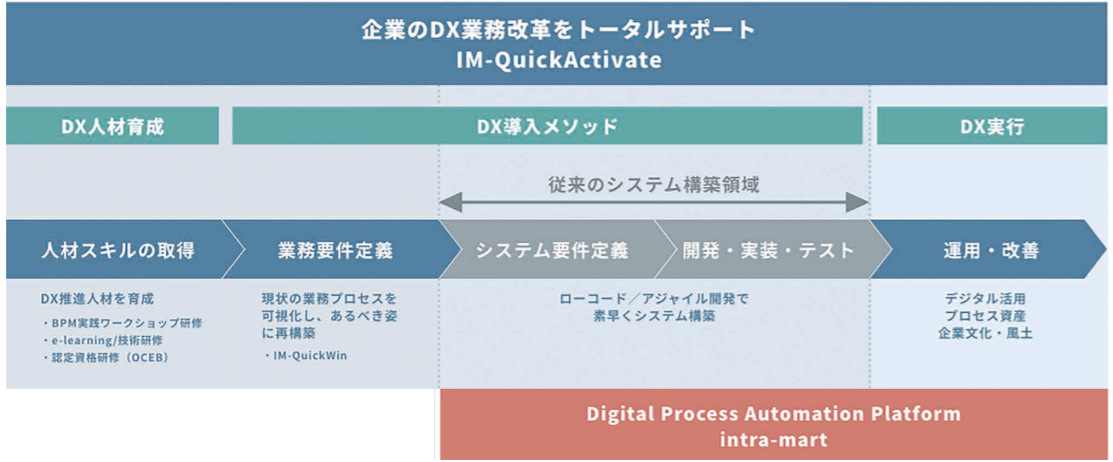 企業のDX業務改革をトータルサポート
IM-QuickActivate
DX人材育成
DX導入メソッド
DX実行
従来のシステム構築領域
人材スキルの取得
業務要件定義
システム要件定義
開発・実装・テスト
運用・改善
DX推進人材を育成
・BPM実践ワークショップ研修
・e-learning/技術研修
・認定資格研修（OCEB）
現状の業務プロセスを
可視化し、あるべき姿
に再構築
・IM-QuickWin
ローコード／アジャイル開発で
素早くシステム構築
デジタル活用
プロセス資産
企業文化・風土
Digital Process Automation Platform
intra-mart